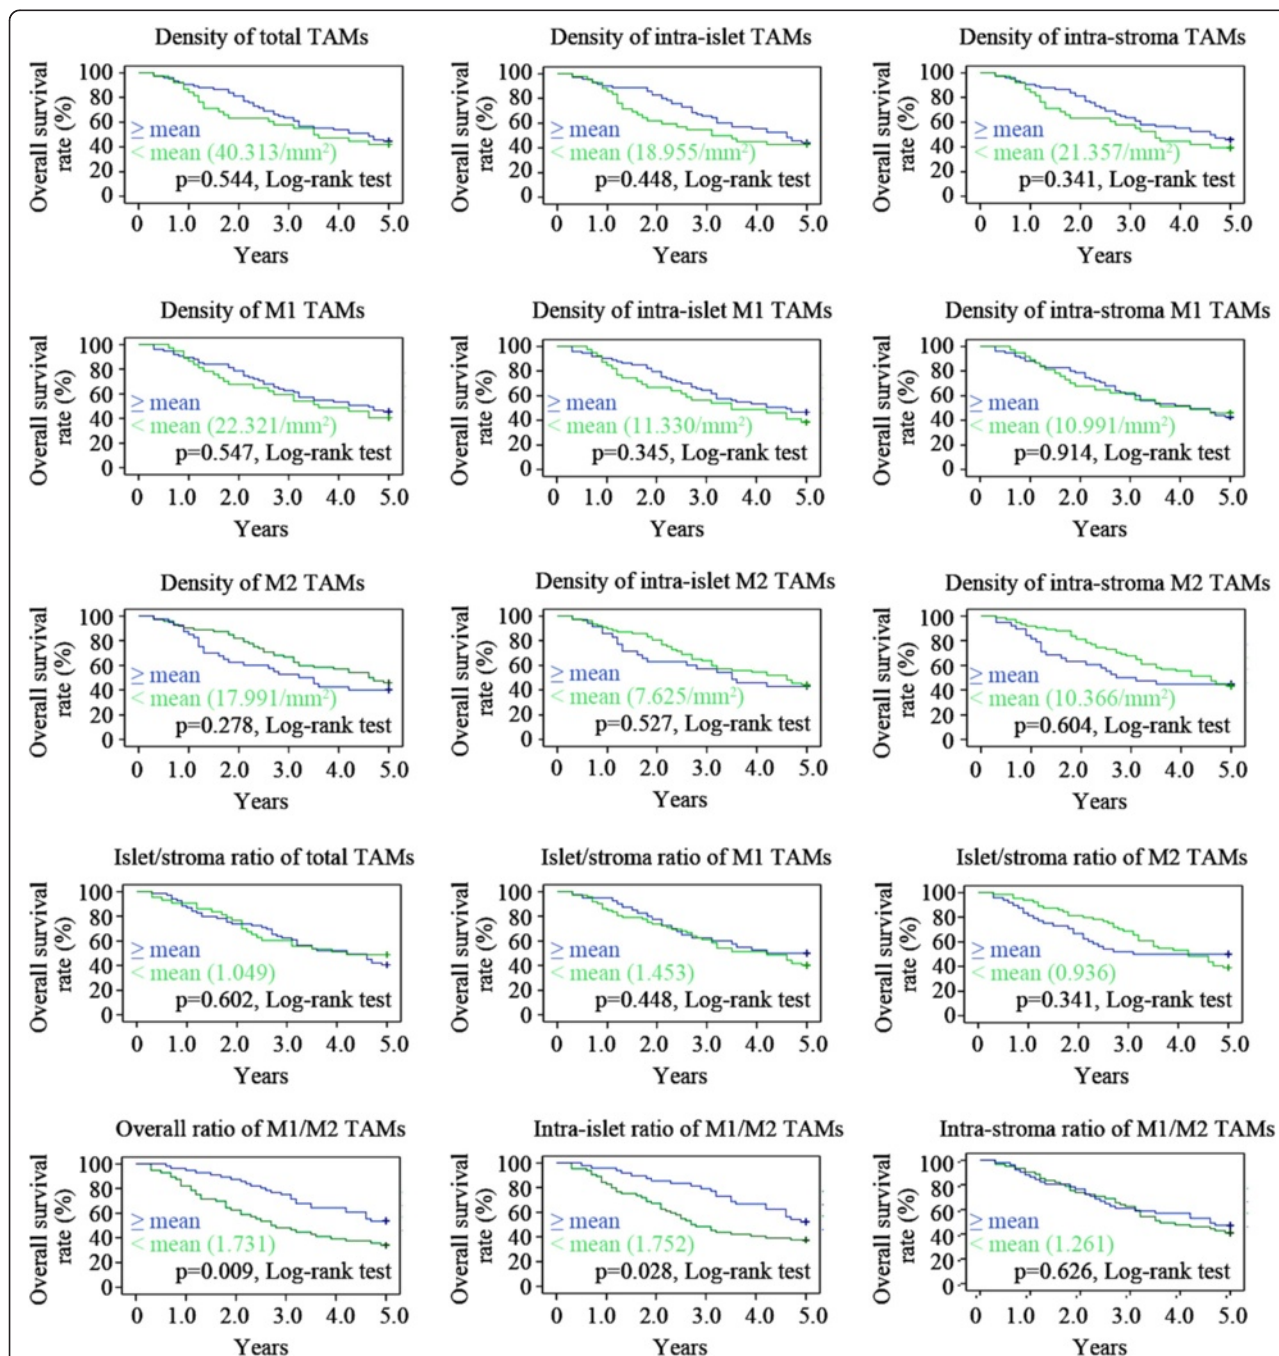 Density of total TAMs
Overall survival
rate (%)
100
80
60
40
20
0
≥ mean
< mean (40.313/mm²)
p=0.544, Log-rank test
0 1.0 2.0 3.0 4.0 5.0
Years
Density of intra-islet TAMs
Overall survival
rate (%)
100
80
60
40
20
0
≥ mean
< mean (18.955/mm²)
p=0.448, Log-rank test
0 1.0 2.0 3.0 4.0 5.0
Years
Density of intra-stroma TAMs
Overall survival
rate (%)
100
80
60
40
20
0
≥ mean
< mean (21.357/mm²)
p=0.341, Log-rank test
0 1.0 2.0 3.0 4.0 5.0
Years
Density of M1 TAMs
Overall survival
rate (%)
100
80
60
40
20
0
≥ mean
< mean (22.321/mm²)
p=0.547, Log-rank test
0 1.0 2.0 3.0 4.0 5.0
Years
Density of intra-islet M1 TAMs
Overall survival
rate (%)
100
80
60
40
20
0
≥ mean
< mean (11.330/mm²)
p=0.345, Log-rank test
0 1.0 2.0 3.0 4.0 5.0
Years
Density of intra-stroma M1 TAMs
Overall survival
rate (%)
100
80
60
40
20
0
≥ mean
< mean (10.991/mm²)
p=0.914, Log-rank test
0 1.0 2.0 3.0 4.0 5.0
Years
Density of M2 TAMs
Overall survival
rate (%)
100
80
60
40
20
0
≥ mean
< mean (17.991/mm²)
p=0.278, Log-rank test
0 1.0 2.0 3.0 4.0 5.0
Years
Density of intra-islet M2 TAMs
Overall survival
rate (%)
100
80
60
40
20
0
≥ mean
< mean (7.625/mm²)
p=0.527, Log-rank test
0 1.0 2.0 3.0 4.0 5.0
Years
Density of intra-stroma M2 TAMs
Overall survival
rate (%)
100
80
60
40
20
0
≥ mean
< mean (10.366/mm²)
p=0.604, Log-rank test
0 1.0 2.0 3.0 4.0 5.0
Years
Islet/stroma ratio of total TAMs
Overall survival
rate (%)
100
80
60
40
20
0
≥ mean
< mean (1.049)
p=0.602, Log-rank test
0 1.0 2.0 3.0 4.0 5.0
Years
Islet/stroma ratio of M1 TAMs
Overall survival
rate (%)
100
80
60
40
20
0
≥ mean
< mean (1.453)
p=0.448, Log-rank test
0 1.0 2.0 3.0 4.0 5.0
Years
Islet/stroma ratio of M2 TAMs
Overall survival
rate (%)
100
80
60
40
20
0
≥ mean
< mean (0.936)
p=0.341, Log-rank test
0 1.0 2.0 3.0 4.0 5.0
Years
Overall ratio of M1/M2 TAMs
Overall survival
rate (%)
100
80
60
40
20
0
≥ mean
< mean (1.731)
p=0.009, Log-rank test
0 1.0 2.0 3.0 4.0 5.0
Years
Intra-islet ratio of M1/M2 TAMs
Overall survival
rate (%)
100
80
60
40
20
0
≥ mean
< mean (1.752)
p=0.028, Log-rank test
0 1.0 2.0 3.0 4.0 5.0
Years
Intra-stroma ratio of M1/M2 TAMs
Overall survival
rate (%)
100
80
60
40
20
0
≥ mean
< mean (1.261)
p=0.626, Log-rank test
0 1.0 2.0 3.0 4.0 5.0
Years